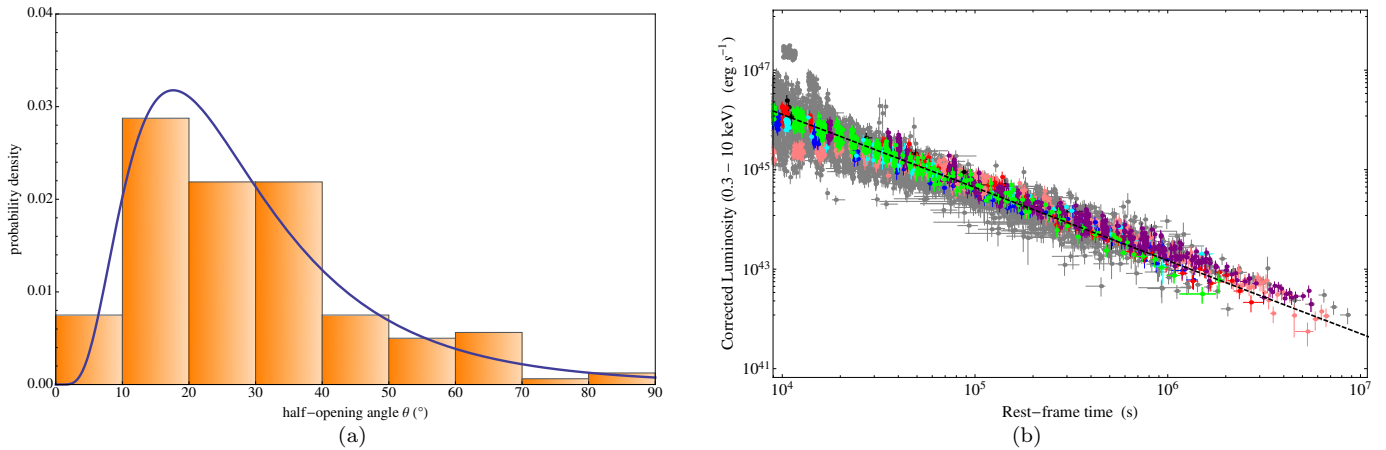 0.04
0.03
0.02
0.01
0.00
probability density
0 10 20 30 40 50 60 70 80 90
half−opening angle θ (°)
(a)
10^47
10^45
10^43
10^41
Corrected Luminosity (0.3 − 10 keV) (erg s^−1)
10^4 10^5 10^6 10^7
Rest−frame time (s)
(b)